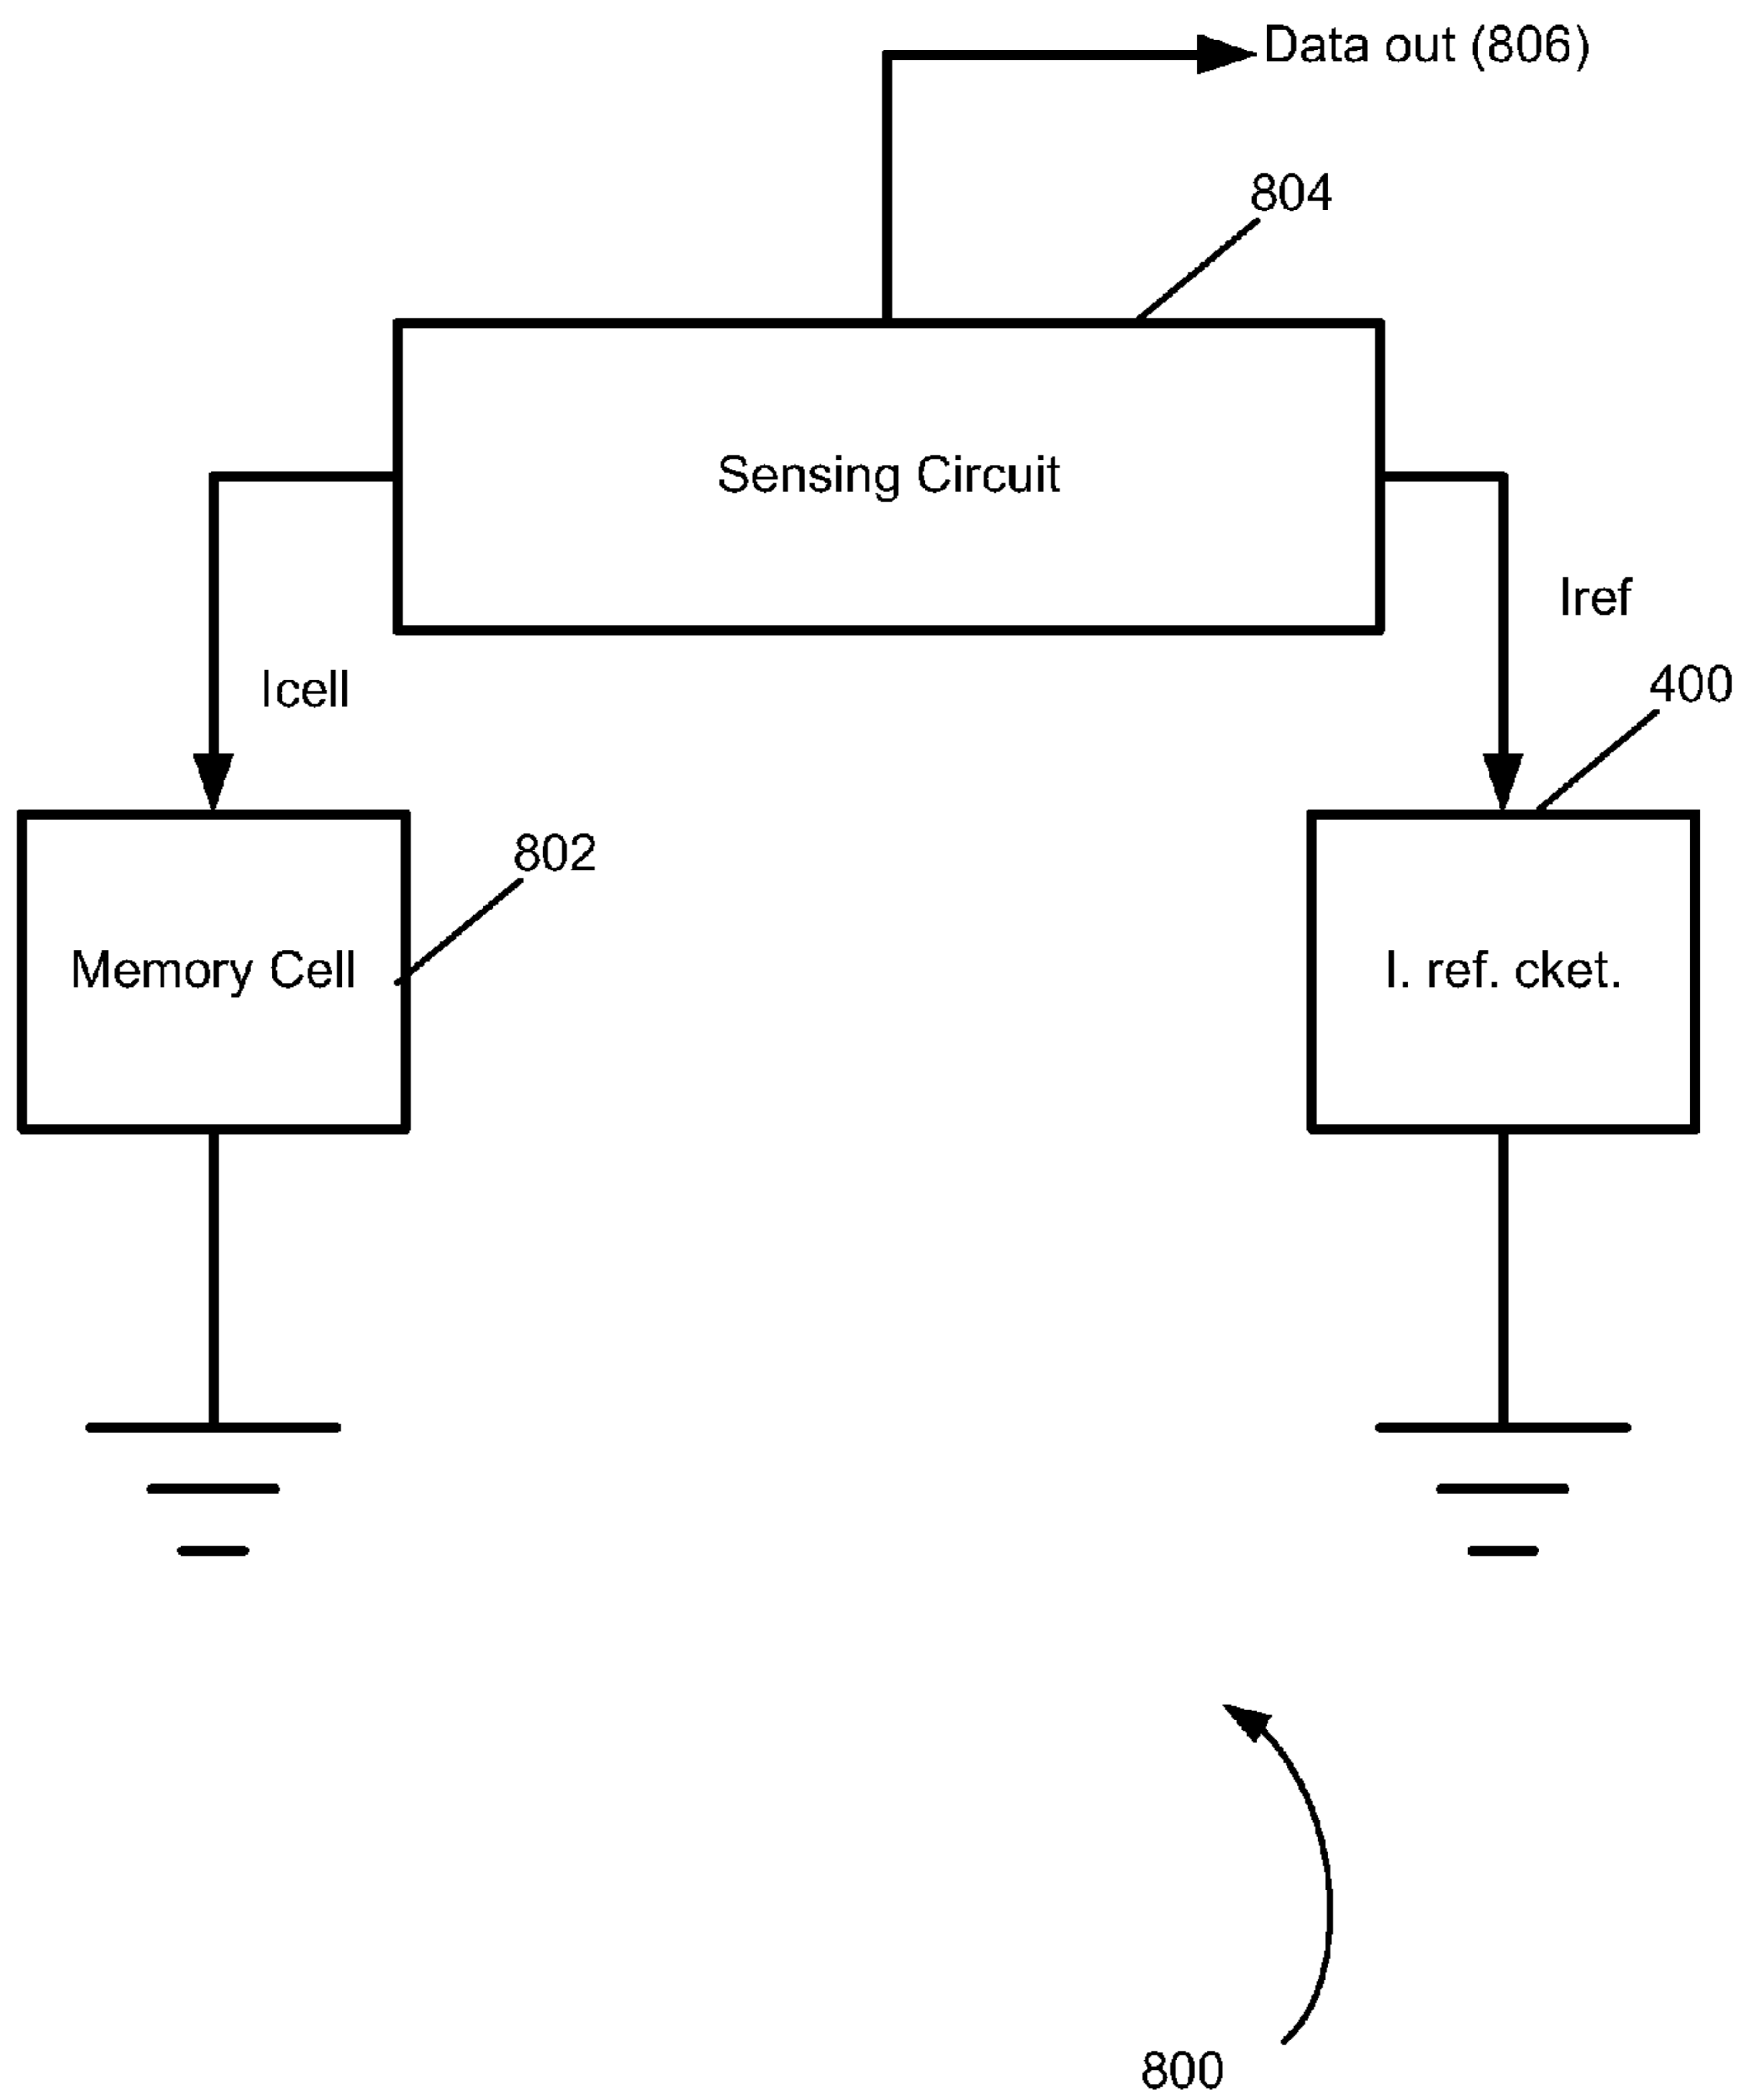 Data out (806)
804
Sensing Circuit
Iref
Icell
400
802
Memory Cell
I. ref. cket.
800